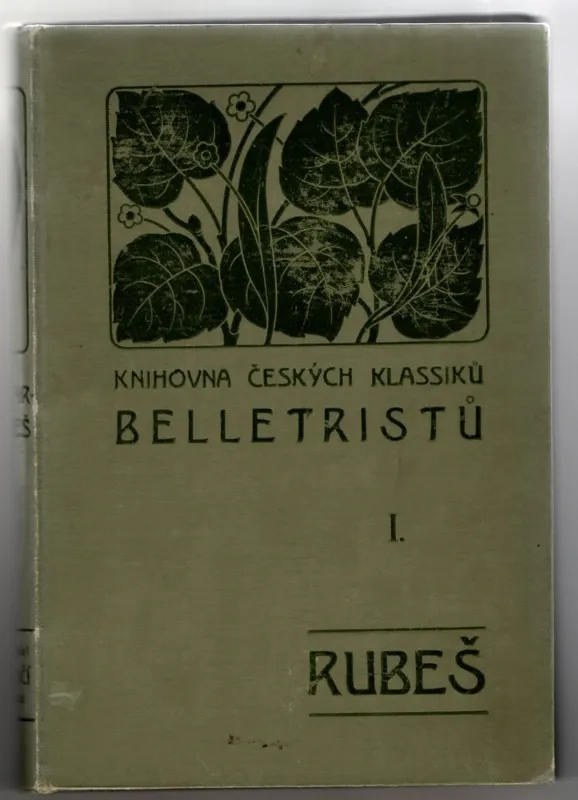 KNIHOVNA ČESKÝCH KLASSIKŮ
BELLETRISTŮ
I.
RUBEŠ